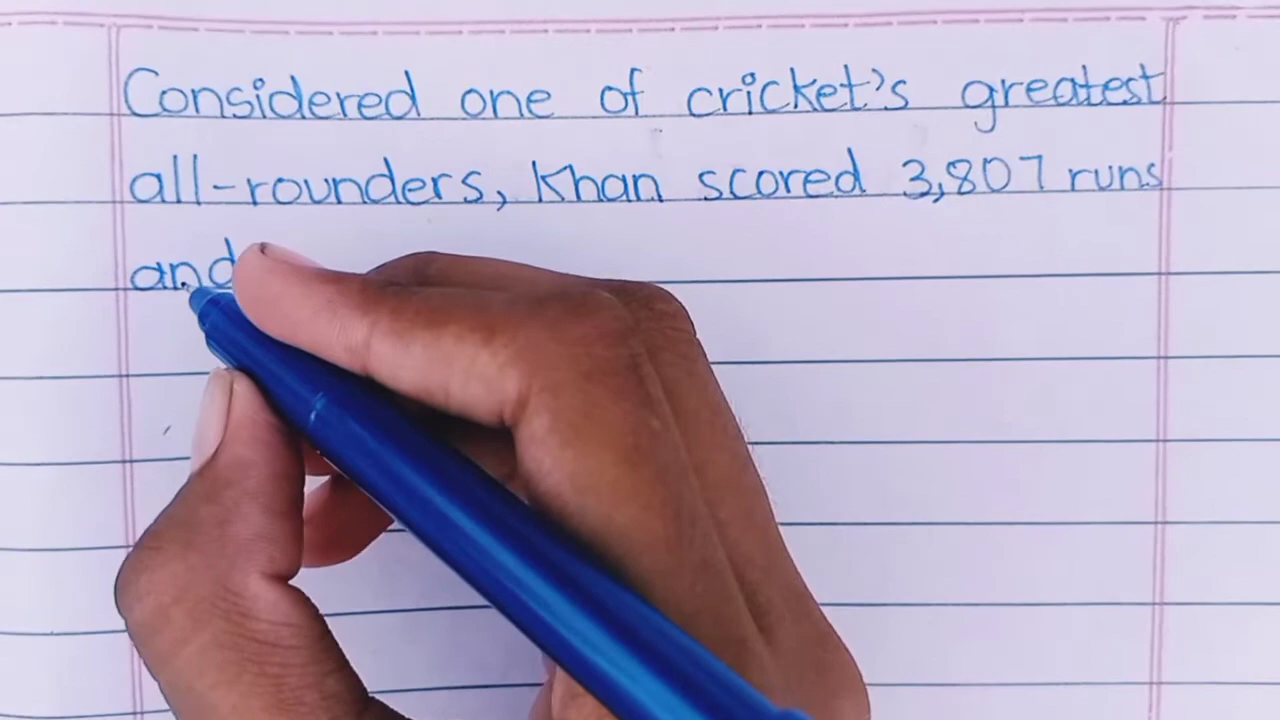 Considered one of cricket's greatest
all-rounders, Khan scored 3,807 runs
and